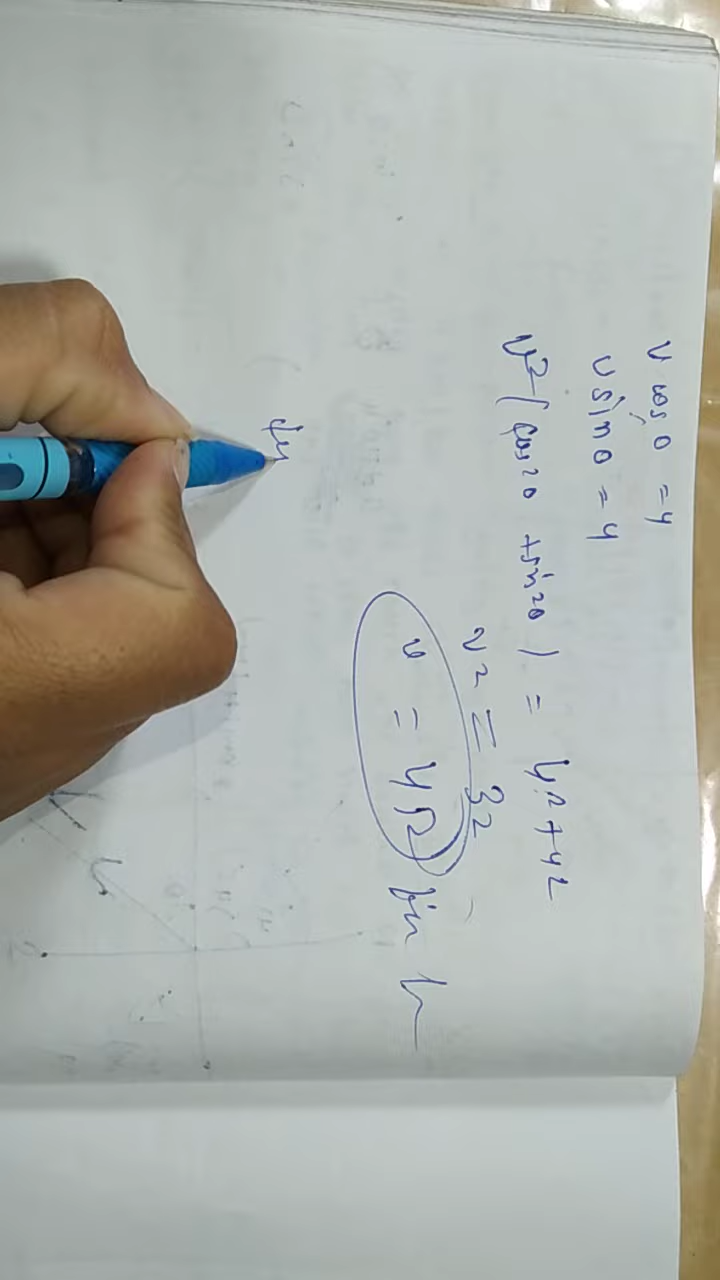 v cos θ = 4
v sin θ = 4
v² ( cos²θ + sin²θ ) = 4² + 4²
v² = 32
v = 4√2